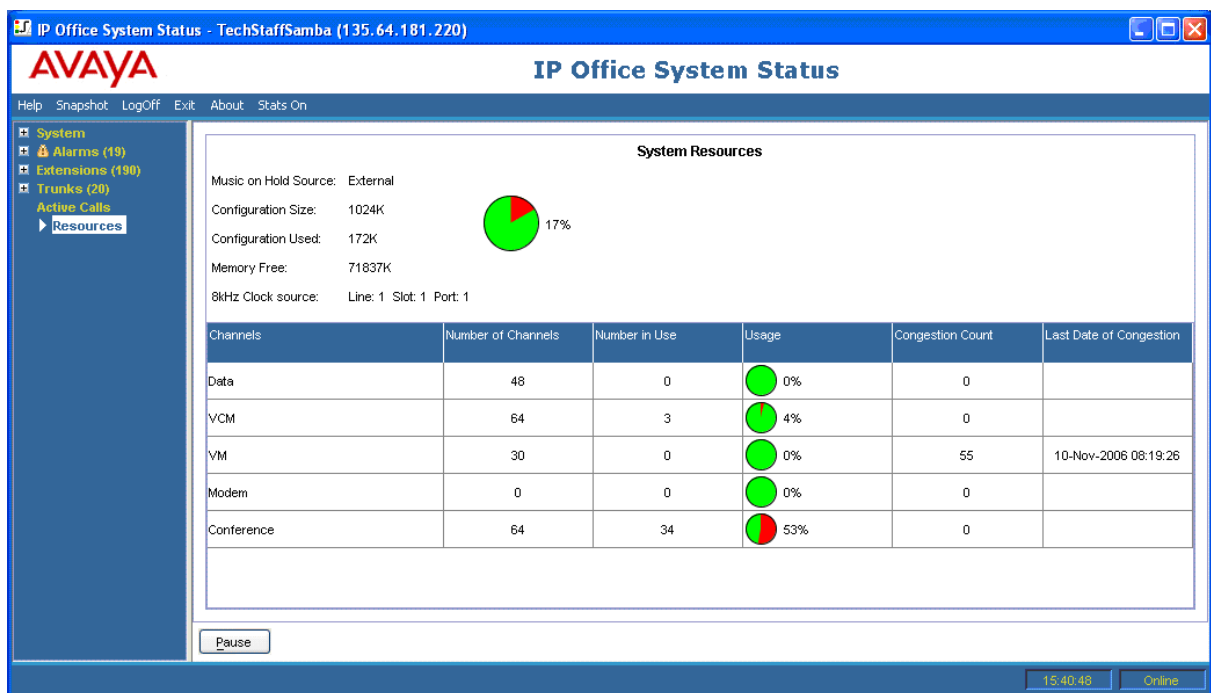 IP Office System Status - TechStaffSamba (135.64.181.220)
AVAYA
IP Office System Status
Help Snapshot LogOff Exit About Stats On
System
Alarms (19)
Extensions (190)
Trunks (20)
Active Calls
Resources
System Resources
Music on Hold Source: External
Configuration Size: 1024K
17%
Configuration Used: 172K
Memory Free: 71837K
8kHz Clock source: Line: 1 Slot: 1 Port: 1
Channels Number of Channels Number in Use Usage Congestion Count Last Date of Congestion
Data 48 0 0% 0
VCM 64 3 4% 0
VM 30 0 0% 55 10-Nov-2006 08:19:26
Modem 0 0 0% 0
Conference 64 34 53% 0
Pause
15:40:48 Online